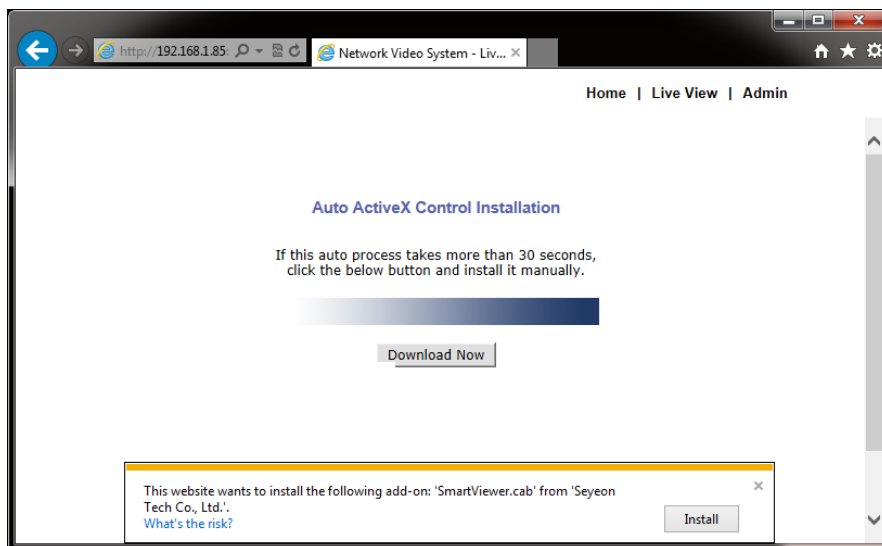 http://192.168.1.85:
Network Video System - Liv...
Home | Live View | Admin
Auto ActiveX Control Installation
If this auto process takes more than 30 seconds,
click the below button and install it manually.
Download Now
This website wants to install the following add-on: 'SmartViewer.cab' from 'Seyeon
Tech Co., Ltd.'.
What's the risk?
Install